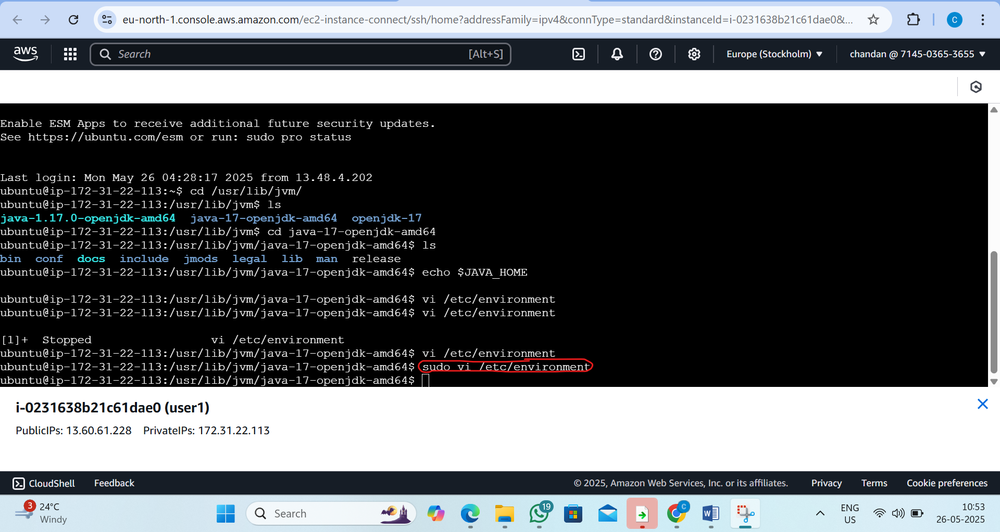 eu-north-1.console.aws.amazon.com/ec2-instance-connect/ssh/home?addressFamily=ipv4&connType=standard&instanceId=i-0231638b21c61dae0&...
C
aws
Search [Alt+S]
Europe (Stockholm) ▼
chandan @ 7145-0365-3655 ▼
Enable ESM Apps to receive additional future security updates.
See https://ubuntu.com/esm or run: sudo pro status
Last login: Mon May 26 04:28:17 2025 from 13.48.4.202
ubuntu@ip-172-31-22-113:~$ cd /usr/lib/jvm/
ubuntu@ip-172-31-22-113:/usr/lib/jvm$ ls
java-1.17.0-openjdk-amd64  java-17-openjdk-amd64  openjdk-17
ubuntu@ip-172-31-22-113:/usr/lib/jvm$ cd java-17-openjdk-amd64
ubuntu@ip-172-31-22-113:/usr/lib/jvm/java-17-openjdk-amd64$ ls
bin  conf  docs  include  jmods  legal  lib  man  release
ubuntu@ip-172-31-22-113:/usr/lib/jvm/java-17-openjdk-amd64$ echo $JAVA_HOME
ubuntu@ip-172-31-22-113:/usr/lib/jvm/java-17-openjdk-amd64$ vi /etc/environment
ubuntu@ip-172-31-22-113:/usr/lib/jvm/java-17-openjdk-amd64$ vi /etc/environment
[1]+  Stopped                 vi /etc/environment
ubuntu@ip-172-31-22-113:/usr/lib/jvm/java-17-openjdk-amd64$ vi /etc/environment
ubuntu@ip-172-31-22-113:/usr/lib/jvm/java-17-openjdk-amd64$ sudo vi /etc/environment
ubuntu@ip-172-31-22-113:/usr/lib/jvm/java-17-openjdk-amd64$
i-0231638b21c61dae0 (user1)
PublicIPs: 13.60.61.228 PrivateIPs: 172.31.22.113
CloudShell Feedback © 2025, Amazon Web Services, Inc. or its affiliates. Privacy Terms Cookie preferences
3
24°C
Windy
Search
19
C
W
ENG
US
10:53
26-05-2025